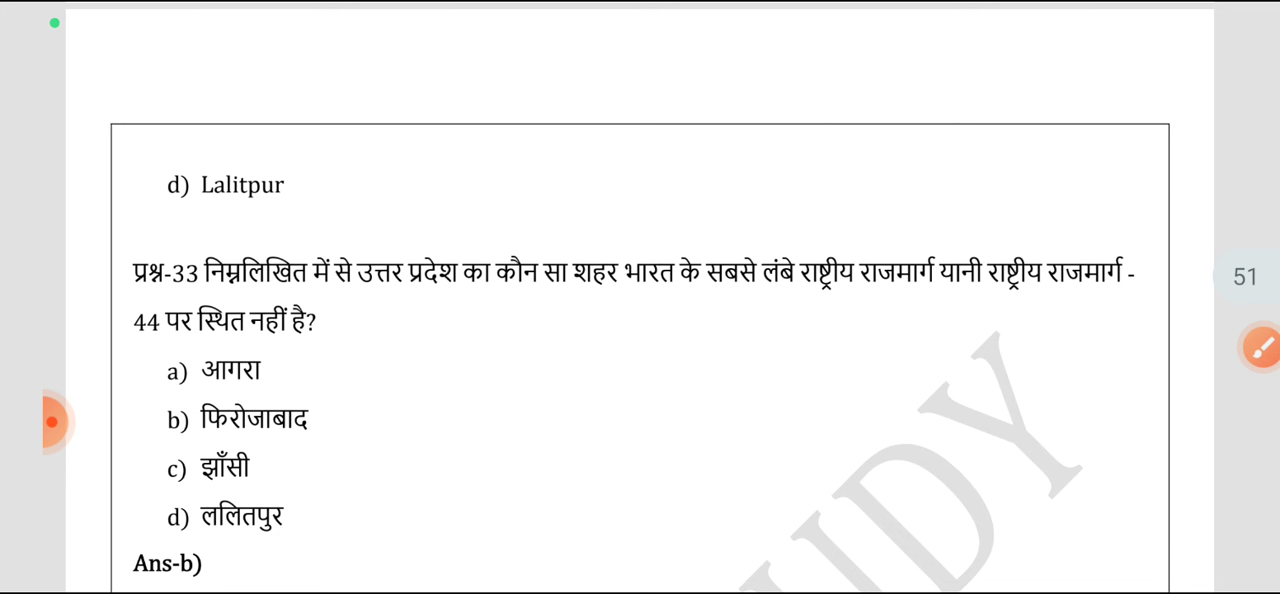 d) Lalitpur
प्रश्न-33 निम्नलिखित में से उत्तर प्रदेश का कौन सा शहर भारत के सबसे लंबे राष्ट्रीय राजमार्ग यानी राष्ट्रीय राजमार्ग -
44 पर स्थित नहीं है?
51
a) आगरा
b) फिरोजाबाद
c) झाँसी
d) ललितपुर
Ans-b)
UDY